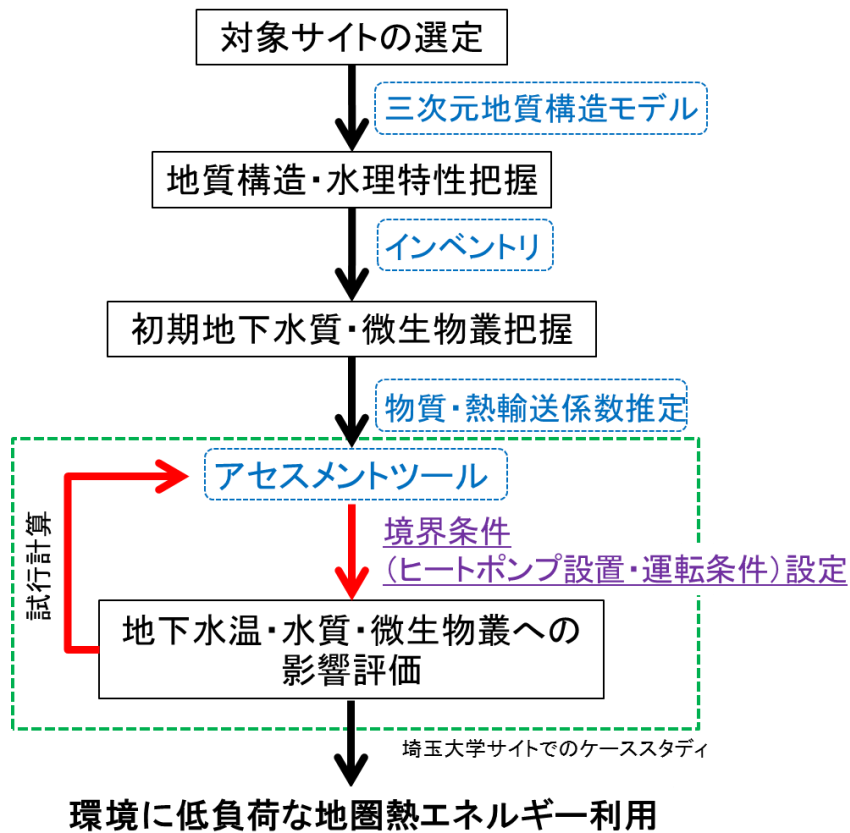 対象サイトの選定
三次元地質構造モデル
地質構造・水理特性把握
インベントリ
初期地下水質・微生物叢把握
物質・熱輸送係数推定
アセスメントツール
境界条件
(ヒートポンプ設置・運転条件)設定
試行計算
地下水温・水質・微生物叢への
影響評価
埼玉大学サイトでのケーススタディ
環境に低負荷な地圏熱エネルギー利用